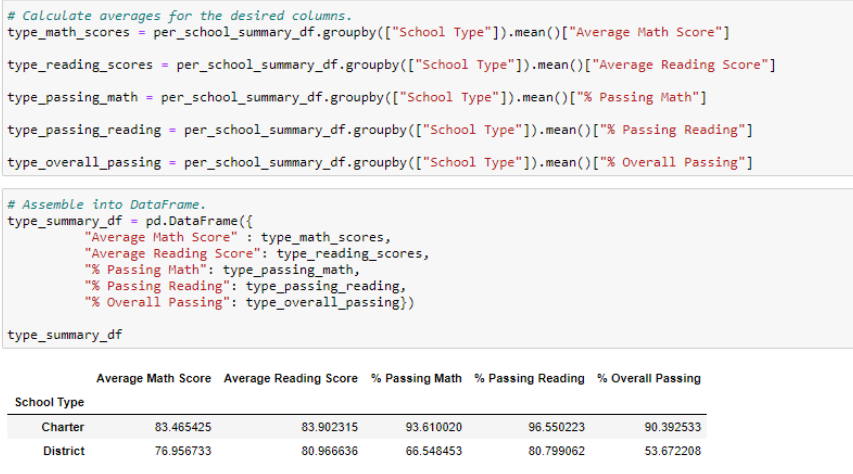 # Calculate averages for the desired columns.
type_math_scores = per_school_summary_df.groupby(["School Type"]).mean()["Average Math Score"]
type_reading_scores = per_school_summary_df.groupby(["School Type"]).mean()["Average Reading Score"]
type_passing_math = per_school_summary_df.groupby(["School Type"]).mean()["% Passing Math"]
type_passing_reading = per_school_summary_df.groupby(["School Type"]).mean()["% Passing Reading"]
type_overall_passing = per_school_summary_df.groupby(["School Type"]).mean()["% Overall Passing"]
# Assemble into DataFrame.
type_summary_df = pd.DataFrame({
"Average Math Score" : type_math_scores,
"Average Reading Score": type_reading_scores,
"% Passing Math": type_passing_math,
"% Passing Reading": type_passing_reading,
"% Overall Passing": type_overall_passing})
type_summary_df
Average Math Score Average Reading Score % Passing Math % Passing Reading % Overall Passing
School Type
Charter 83.465425 83.902315 93.610020 96.550223 90.392533
District 76.956733 80.966636 66.548453 80.799062 53.672208